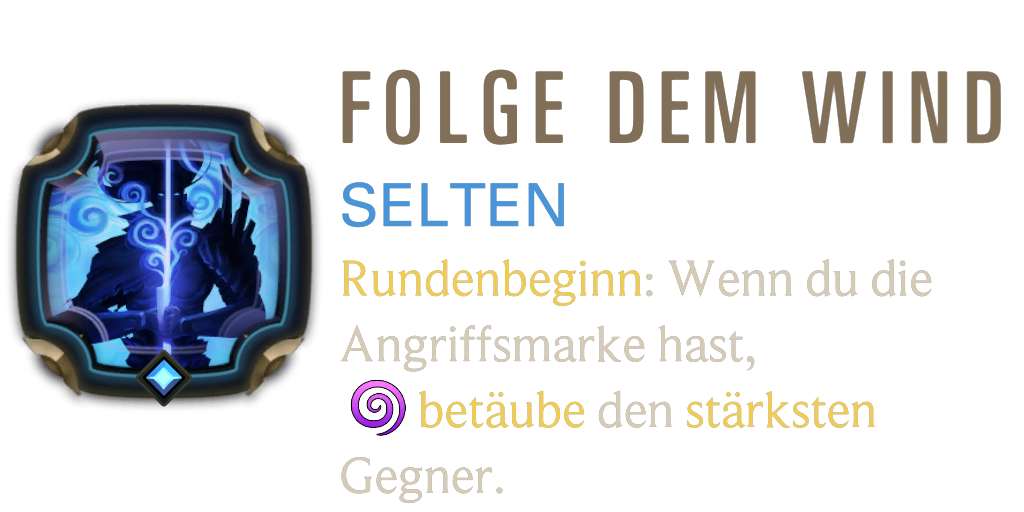 FOLGE DEM WIND
SELTEN
Rundenbeginn: Wenn du die
Angriffsmarke hast,
betäube den stärksten
Gegner.